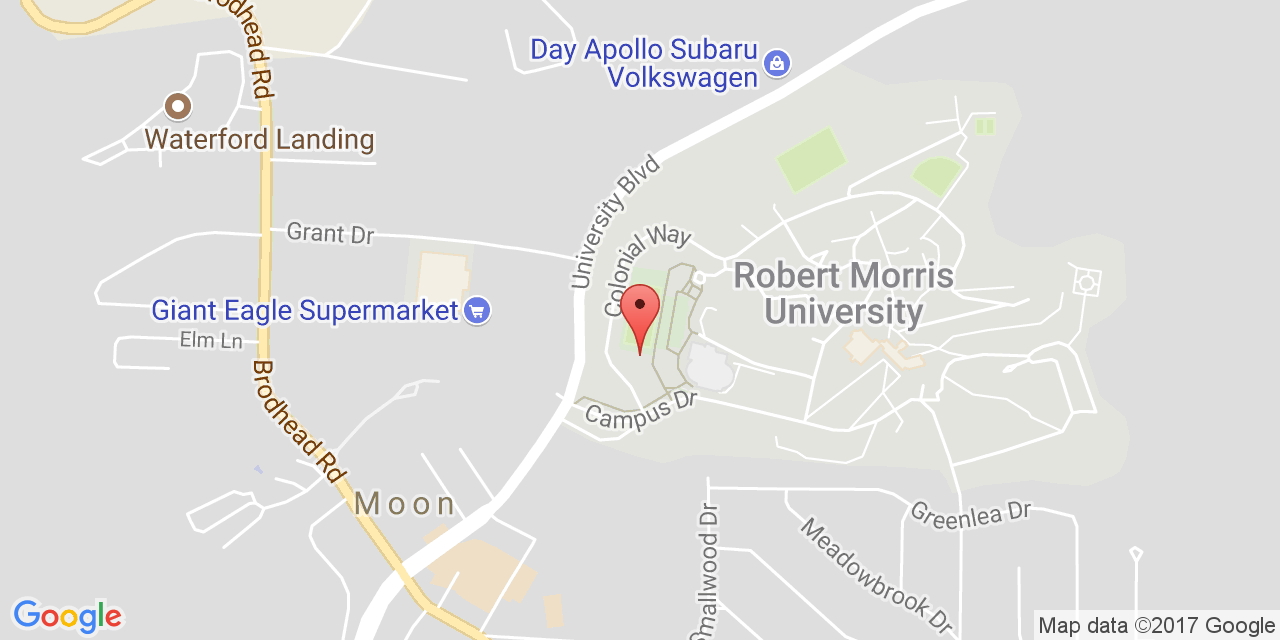 Brodhead Rd
Day Apollo Subaru
Volkswagen
Waterford Landing
University Blvd
Grant Dr
Colonial Way
Robert Morris
University
Giant Eagle Supermarket
Elm Ln
Brodhead Rd
Campus Dr
Moon
Greenlea Dr
Smallwood Dr
Meadowbrook Dr
Google
Map data ©2017 Google